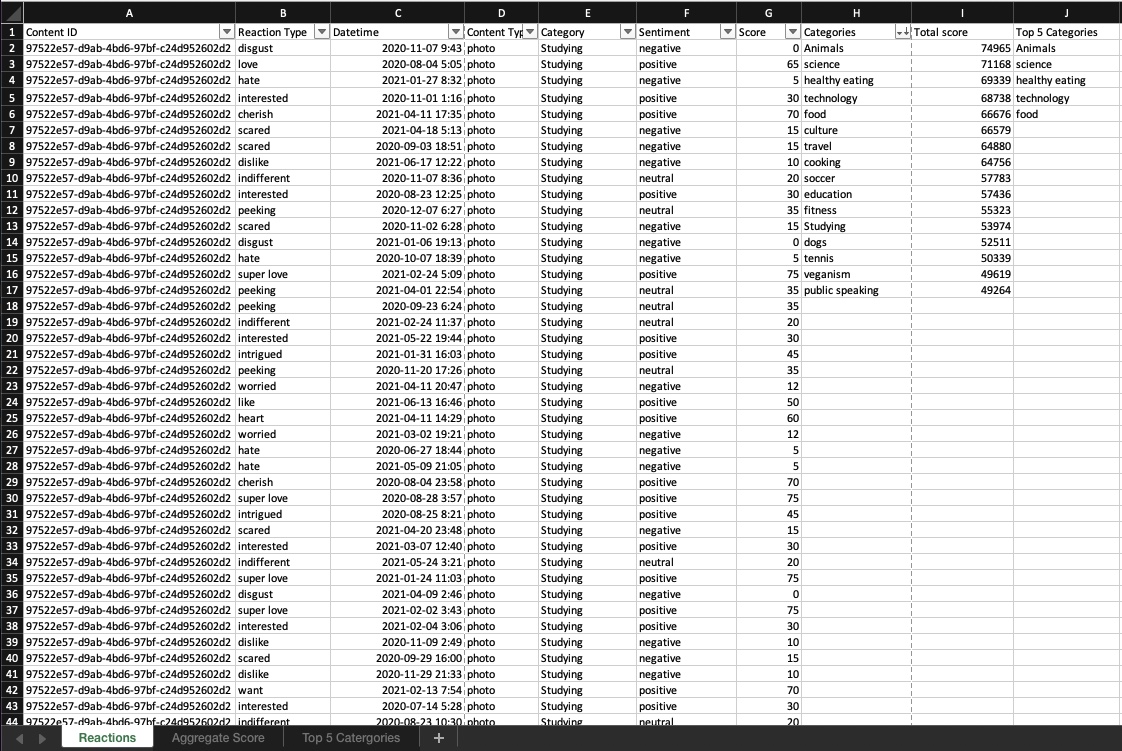 A B C D E F G H I J
1 Content ID Reaction Type Datetime Content Typ Category Sentiment Score Categories Total score Top 5 Categories
2 97522e57-d9ab-4bd6-97bf-c24d952602d2 disgust 2020-11-07 9:43 photo Studying negative 0 Animals 74965 Animals
3 97522e57-d9ab-4bd6-97bf-c24d952602d2 love 2020-08-04 5:05 photo Studying positive 65 science 71168 science
4 97522e57-d9ab-4bd6-97bf-c24d952602d2 hate 2021-01-27 8:32 photo Studying negative 5 healthy eating 69339 healthy eating
5 97522e57-d9ab-4bd6-97bf-c24d952602d2 interested 2020-11-01 1:16 photo Studying positive 30 technology 68738 technology
6 97522e57-d9ab-4bd6-97bf-c24d952602d2 cherish 2021-04-11 17:35 photo Studying positive 70 food 66676 food
7 97522e57-d9ab-4bd6-97bf-c24d952602d2 scared 2021-04-18 5:13 photo Studying negative 15 culture 66579
8 97522e57-d9ab-4bd6-97bf-c24d952602d2 scared 2020-09-03 18:51 photo Studying negative 15 travel 64880
9 97522e57-d9ab-4bd6-97bf-c24d952602d2 dislike 2021-06-17 12:22 photo Studying negative 10 cooking 64756
10 97522e57-d9ab-4bd6-97bf-c24d952602d2 indifferent 2020-11-07 8:36 photo Studying neutral 20 soccer 57783
11 97522e57-d9ab-4bd6-97bf-c24d952602d2 interested 2020-08-23 12:25 photo Studying positive 30 education 57436
12 97522e57-d9ab-4bd6-97bf-c24d952602d2 peeking 2020-12-07 6:27 photo Studying neutral 35 fitness 55323
13 97522e57-d9ab-4bd6-97bf-c24d952602d2 scared 2020-11-02 6:28 photo Studying negative 15 Studying 53974
14 97522e57-d9ab-4bd6-97bf-c24d952602d2 disgust 2021-01-06 19:13 photo Studying negative 0 dogs 52511
15 97522e57-d9ab-4bd6-97bf-c24d952602d2 hate 2020-10-07 18:39 photo Studying negative 5 tennis 50339
16 97522e57-d9ab-4bd6-97bf-c24d952602d2 super love 2021-02-24 5:09 photo Studying positive 75 veganism 49619
17 97522e57-d9ab-4bd6-97bf-c24d952602d2 peeking 2021-04-01 22:54 photo Studying neutral 35 public speaking 49264
18 97522e57-d9ab-4bd6-97bf-c24d952602d2 peeking 2020-09-23 6:24 photo Studying neutral 35
19 97522e57-d9ab-4bd6-97bf-c24d952602d2 indifferent 2021-02-24 11:37 photo Studying neutral 20
20 97522e57-d9ab-4bd6-97bf-c24d952602d2 interested 2021-05-22 19:44 photo Studying positive 30
21 97522e57-d9ab-4bd6-97bf-c24d952602d2 intrigued 2021-01-31 16:03 photo Studying positive 45
22 97522e57-d9ab-4bd6-97bf-c24d952602d2 peeking 2020-11-20 17:26 photo Studying neutral 35
23 97522e57-d9ab-4bd6-97bf-c24d952602d2 worried 2021-04-11 20:47 photo Studying negative 12
24 97522e57-d9ab-4bd6-97bf-c24d952602d2 like 2021-06-13 16:46 photo Studying positive 50
25 97522e57-d9ab-4bd6-97bf-c24d952602d2 heart 2021-04-11 14:29 photo Studying positive 60
26 97522e57-d9ab-4bd6-97bf-c24d952602d2 worried 2021-03-02 19:21 photo Studying negative 12
27 97522e57-d9ab-4bd6-97bf-c24d952602d2 hate 2020-06-27 18:44 photo Studying negative 5
28 97522e57-d9ab-4bd6-97bf-c24d952602d2 hate 2021-05-09 21:05 photo Studying negative 5
29 97522e57-d9ab-4bd6-97bf-c24d952602d2 cherish 2020-08-04 23:58 photo Studying positive 70
30 97522e57-d9ab-4bd6-97bf-c24d952602d2 super love 2020-08-28 3:57 photo Studying positive 75
31 97522e57-d9ab-4bd6-97bf-c24d952602d2 intrigued 2020-08-25 8:21 photo Studying positive 45
32 97522e57-d9ab-4bd6-97bf-c24d952602d2 scared 2021-04-20 23:48 photo Studying negative 15
33 97522e57-d9ab-4bd6-97bf-c24d952602d2 interested 2021-03-07 12:40 photo Studying positive 30
34 97522e57-d9ab-4bd6-97bf-c24d952602d2 indifferent 2021-05-24 3:21 photo Studying neutral 20
35 97522e57-d9ab-4bd6-97bf-c24d952602d2 super love 2021-01-24 11:03 photo Studying positive 75
36 97522e57-d9ab-4bd6-97bf-c24d952602d2 disgust 2021-04-09 2:46 photo Studying negative 0
37 97522e57-d9ab-4bd6-97bf-c24d952602d2 super love 2021-02-02 3:43 photo Studying positive 75
38 97522e57-d9ab-4bd6-97bf-c24d952602d2 interested 2021-02-04 3:06 photo Studying positive 30
39 97522e57-d9ab-4bd6-97bf-c24d952602d2 dislike 2020-11-09 2:49 photo Studying negative 10
40 97522e57-d9ab-4bd6-97bf-c24d952602d2 scared 2020-09-29 16:00 photo Studying negative 15
41 97522e57-d9ab-4bd6-97bf-c24d952602d2 dislike 2020-11-29 21:33 photo Studying negative 10
42 97522e57-d9ab-4bd6-97bf-c24d952602d2 want 2021-02-13 7:54 photo Studying positive 70
43 97522e57-d9ab-4bd6-97bf-c24d952602d2 interested 2020-07-14 5:28 photo Studying positive 30
44 97522e57-d9ab-4bd6-97bf-c24d952602d2 indifferent 2020-08-23 10:30 photo Studying neutral 20
Reactions Aggregate Score Top 5 Catergories +